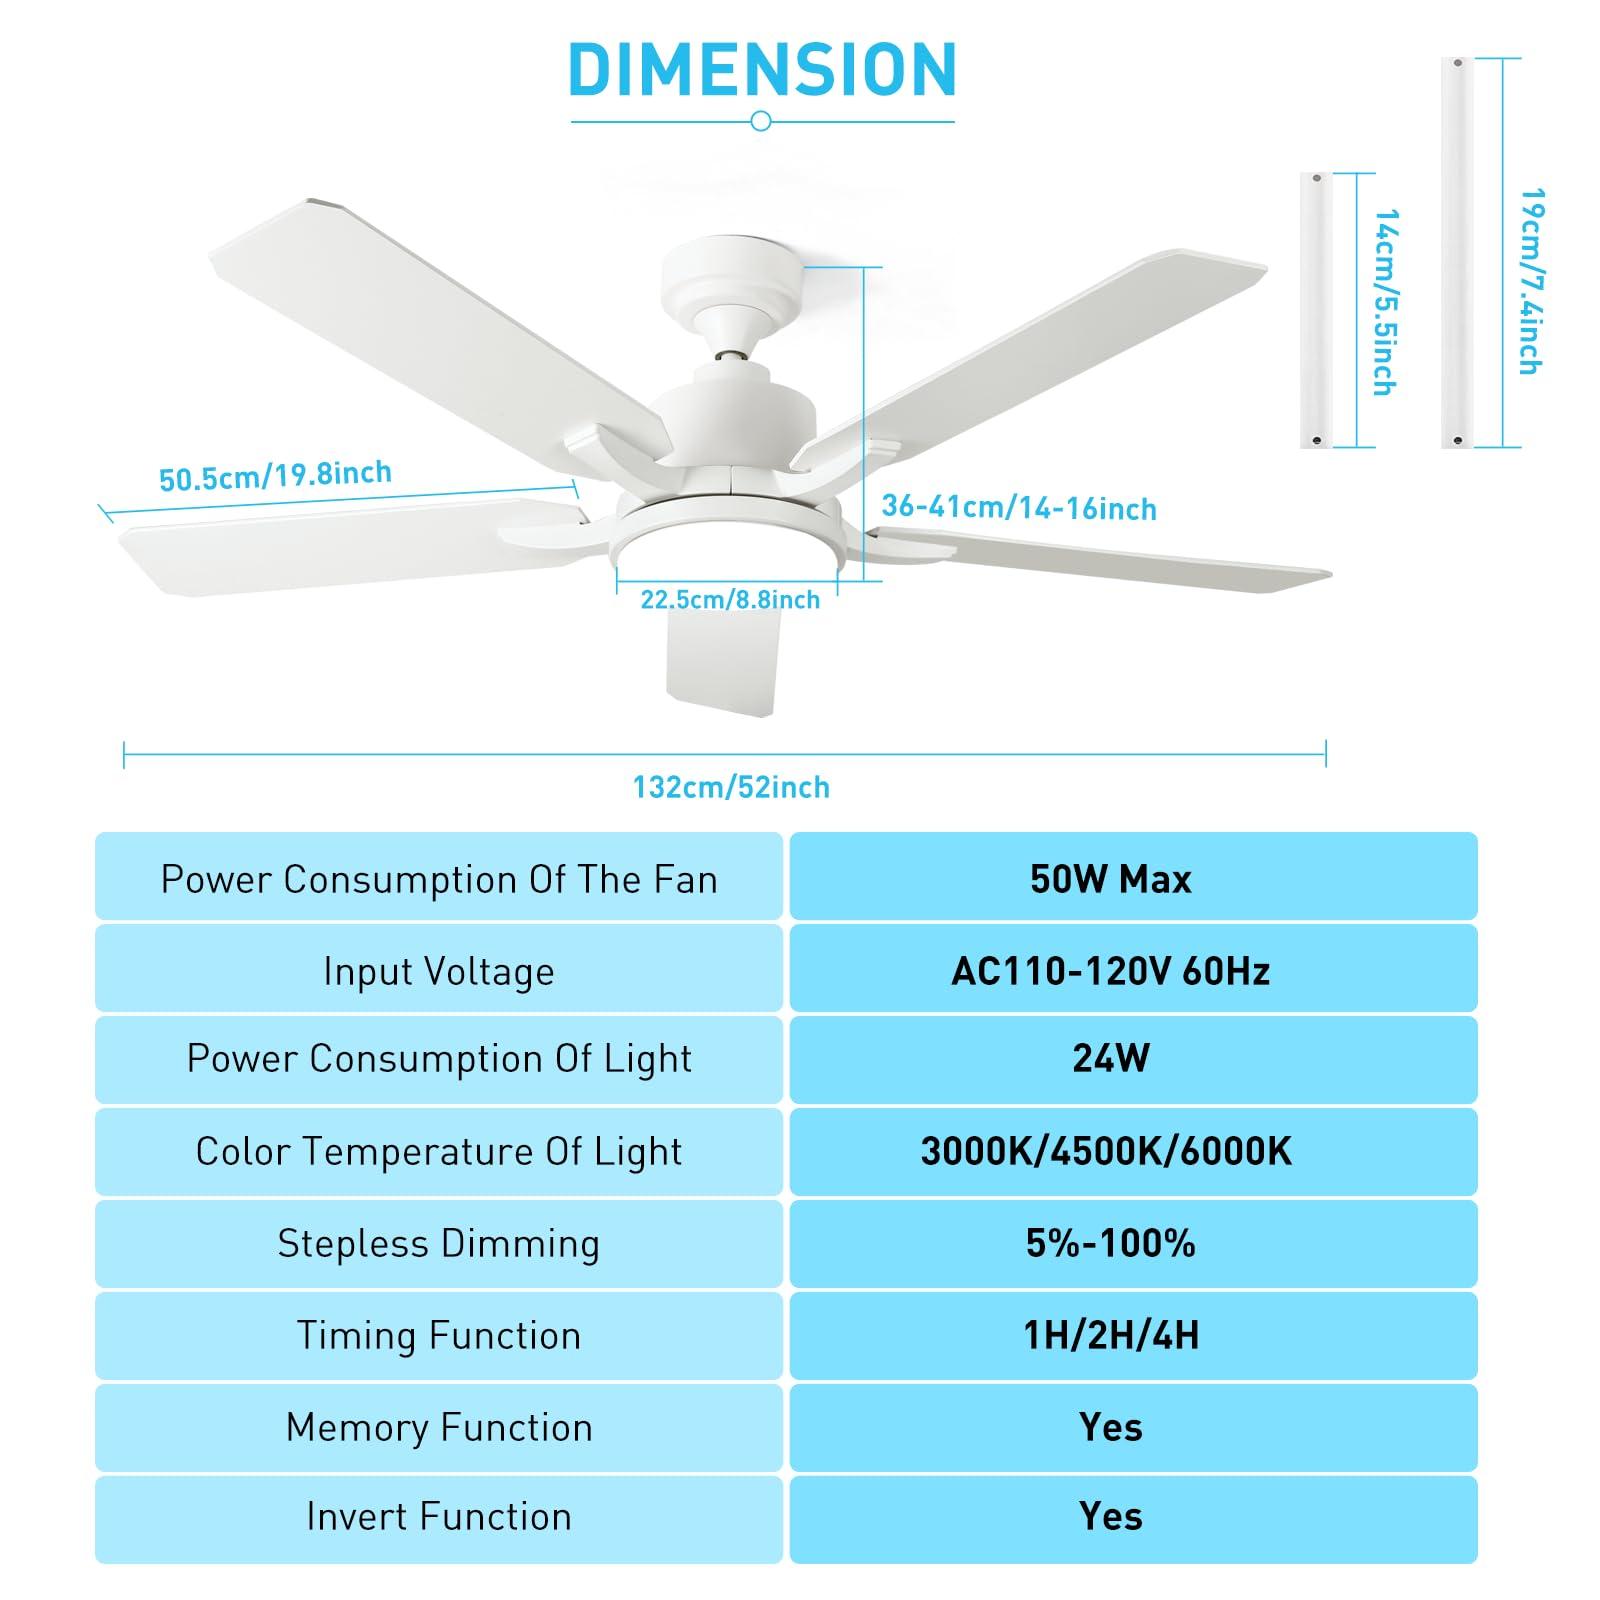 DIMENSION
14cm/5.5inch
19cm/7.4inch
50.5cm/19.8inch
36-41cm/14-16inch
22.5cm/8.8inch
132cm/52inch
Power Consumption Of The Fan
50W Max
Input Voltage
AC110-120V 60Hz
Power Consumption Of Light
24W
Color Temperature Of Light
3000K/4500K/6000K
Stepless Dimming
5%-100%
Timing Function
1H/2H/4H
Memory Function
Yes
Invert Function
Yes